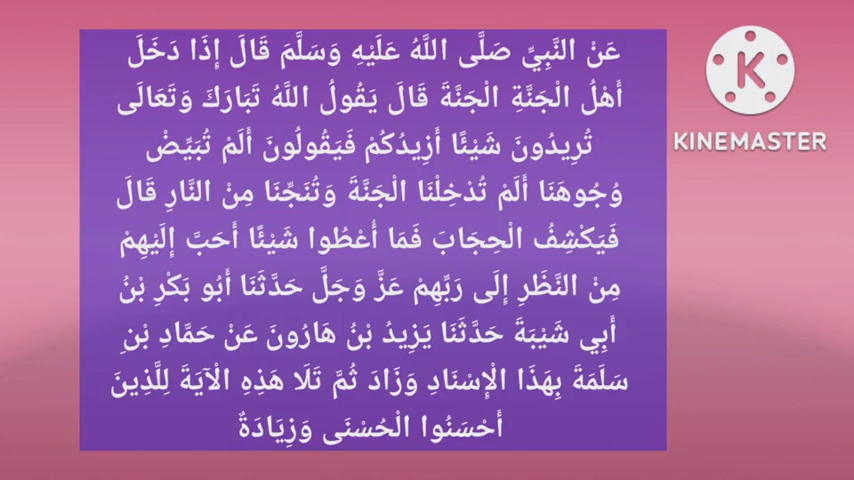 عَنْ النَّبِيِّ صَلَّى اللَّهُ عَلَيْهِ وَسَلَّمَ قَالَ إِذَا دَخَلَ
أَهْلُ الْجَنَّةِ الْجَنَّةَ قَالَ يَقُولُ اللَّهُ تَبَارَكَ وَتَعَالَى
تُرِيدُونَ شَيْئًا أَزِيدُكُمْ فَيَقُولُونَ أَلَمْ تُبَيِّضْ
وُجُوهَنَا أَلَمْ تُدْخِلْنَا الْجَنَّةَ وَتُنَجِّنَا مِنْ النَّارِ قَالَ
فَيَكْشِفُ الْحِجَابَ فَمَا أُعْطُوا شَيْئًا أَحَبَّ إِلَيْهِمْ
مِنْ النَّظَرِ إِلَى رَبِّهِمْ عَزَّ وَجَلَّ حَدَّثَنَا أَبُو بَكْرِ بْنُ
أَبِي شَيْبَةَ حَدَّثَنَا يَزِيدُ بْنُ هَارُونَ عَنْ حَمَّادِ بْنِ
سَلَمَةَ بِهَذَا الْإِسْنَادِ وَزَادَ ثُمَّ تَلَا هَذِهِ الْآيَةَ لِلَّذِينَ
أَحْسَنُوا الْحُسْنَى وَزِيَادَةٌ
K
KINEMASTER